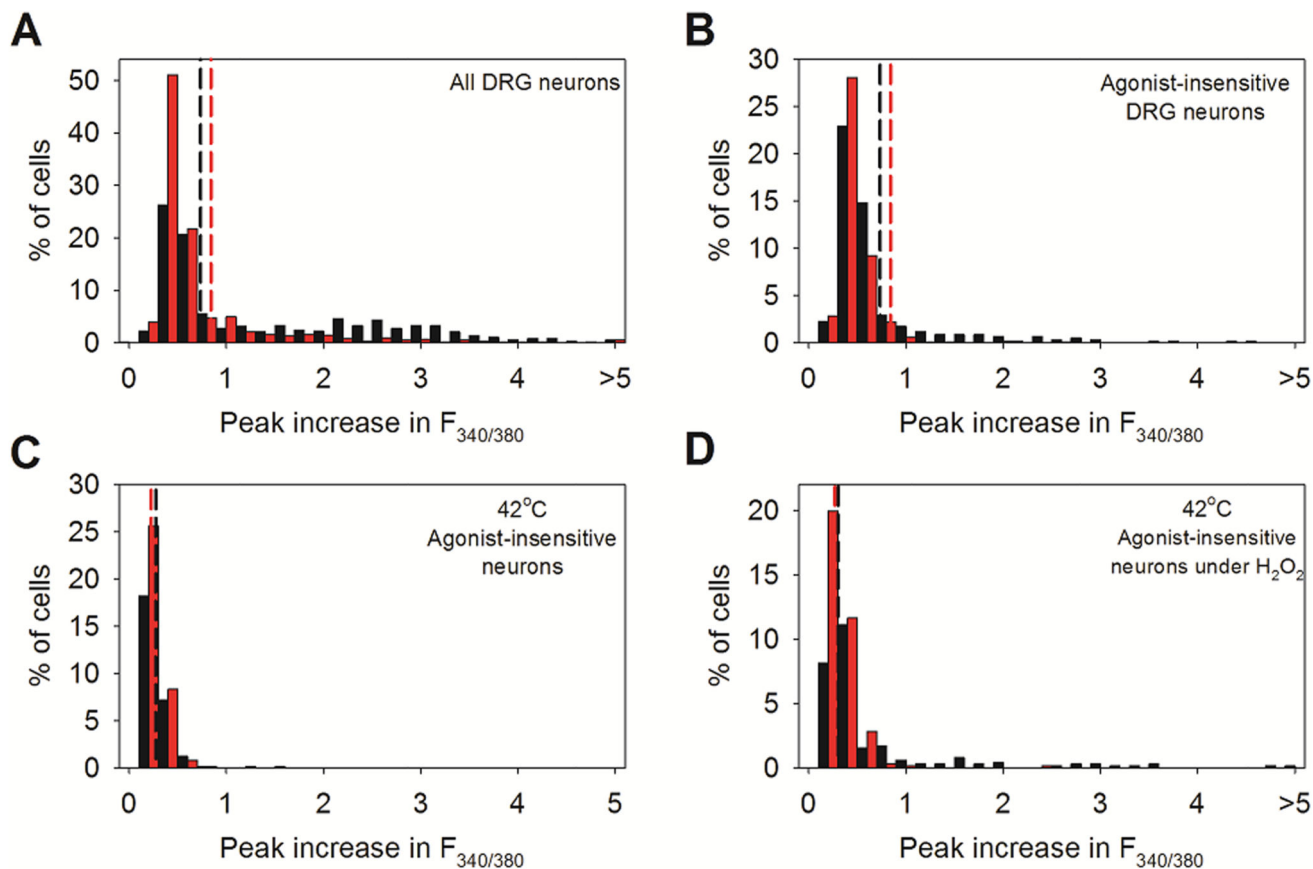 A
50
40
30
20
10
0
% of cells
All DRG neurons
0 1 2 3 4 >5
Peak increase in F340/380
B
30
25
20
15
10
5
0
% of cells
Agonist-insensitive
DRG neurons
0 1 2 3 4 >5
Peak increase in F340/380
C
30
25
20
15
10
5
0
% of cells
42°C
Agonist-insensitive
neurons
0 1 2 3 4 5
Peak increase in F340/380
D
20
15
10
5
0
% of cells
42°C
Agonist-insensitive
neurons under H2O2
0 1 2 3 4 >5
Peak increase in F340/380